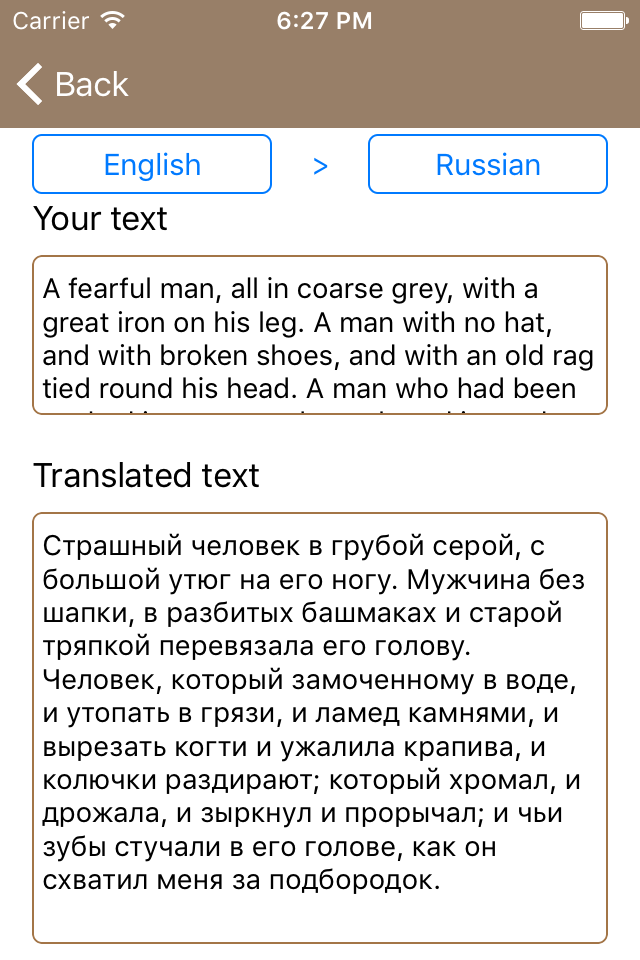 Carrier 6:27 PM
Back
English > Russian
Your text
A fearful man, all in coarse grey, with a
great iron on his leg. A man with no hat,
and with broken shoes, and with an old rag
tied round his head. A man who had been
Translated text
Страшный человек в грубой серой, с
большой утюг на его ногу. Мужчина без
шапки, в разбитых башмаках и старой
тряпкой перевязала его голову.
Человек, который замоченному в воде,
и утопать в грязи, и ламед камнями, и
вырезать когти и ужалила крапива, и
колючки раздирают; который хромал, и
дрожала, и зыркнул и прорычал; и чьи
зубы стучали в его голове, как он
схватил меня за подбородок.